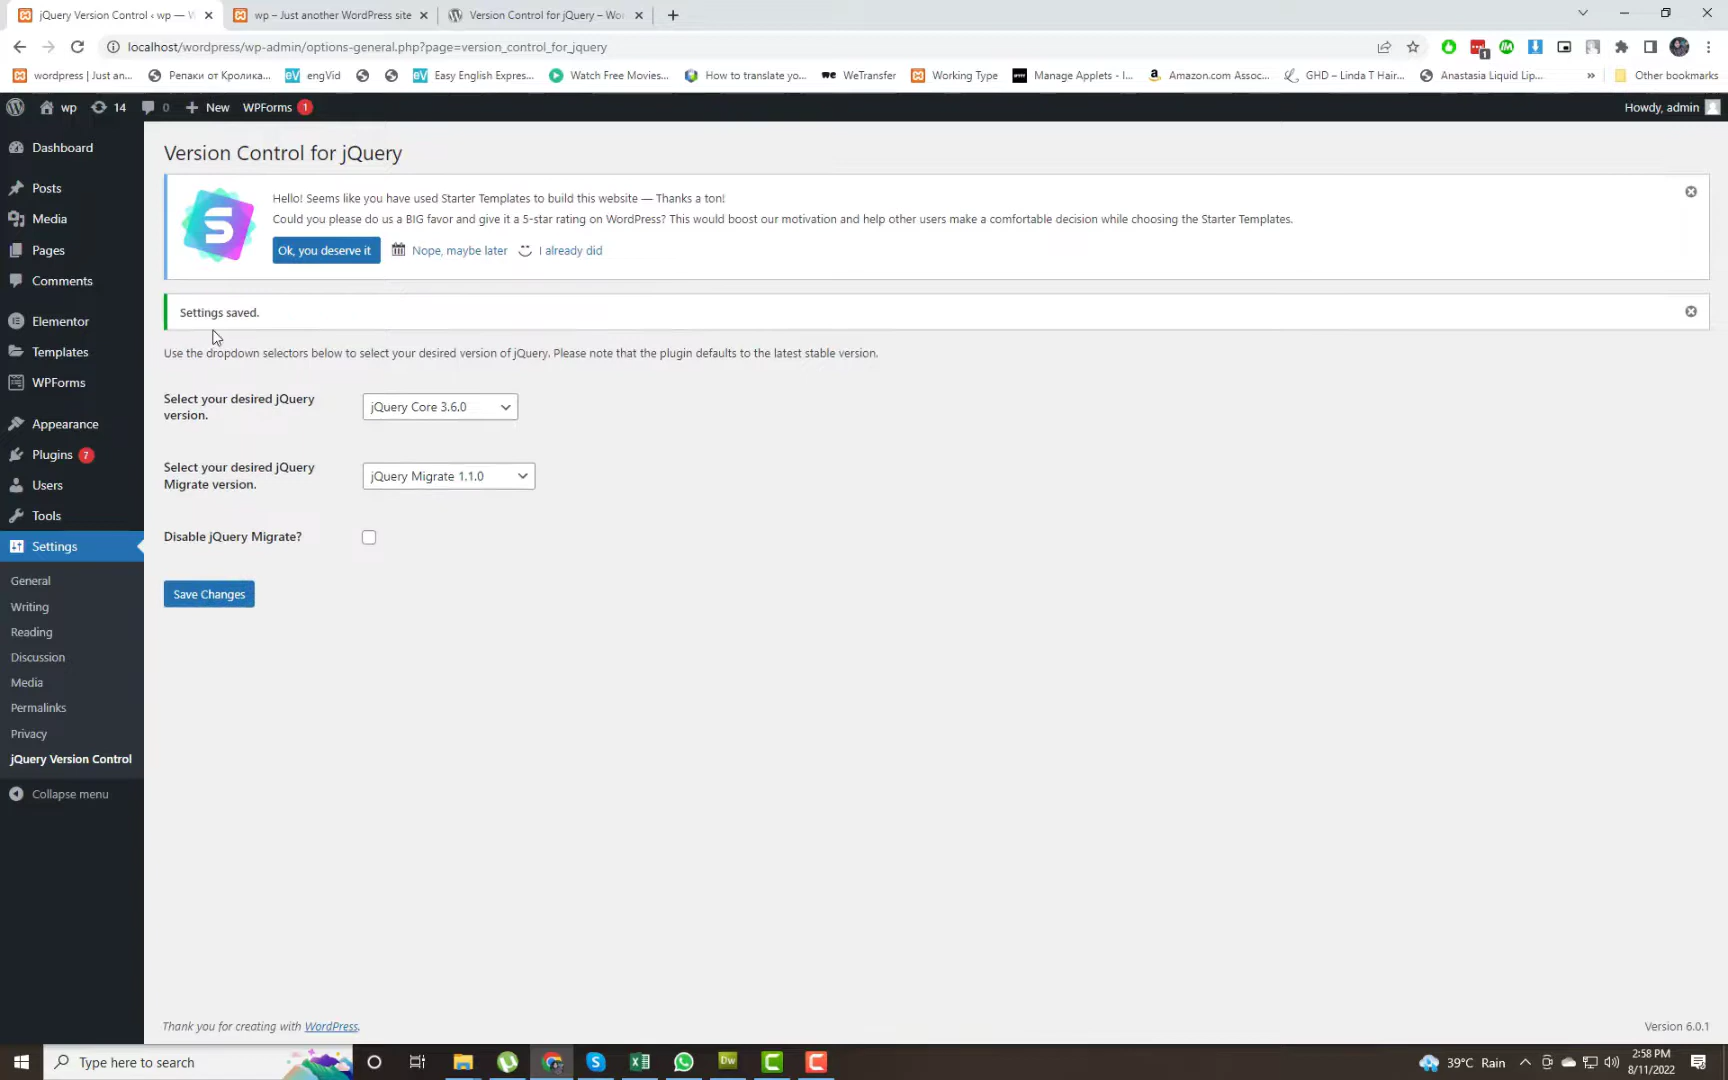 jQuery Version Control ‹ wp — W
wp – Just another WordPress site
Version Control for jQuery – Wor
localhost/wordpress/wp-admin/options-general.php?page=version_control_for_jquery
wordpress | Just an...
Репаки от Кролика...
engVid
Easy English Expres...
Watch Free Movies...
How to translate yo...
WeTransfer
Working Type
Manage Applets - I...
Amazon.com Assoc...
GHD – Linda T Hair...
Anastasia Liquid Lip...
»
Other bookmarks
wp
14
0
New
WPForms 1
Howdy, admin
Dashboard
Posts
Media
Pages
Comments
Elementor
Templates
WPForms
Appearance
Plugins 7
Users
Tools
Settings
General
Writing
Reading
Discussion
Media
Permalinks
Privacy
jQuery Version Control
Collapse menu
Version Control for jQuery
Hello! Seems like you have used Starter Templates to build this website — Thanks a ton!
Could you please do us a BIG favor and give it a 5-star rating on WordPress? This would boost our motivation and help other users make a comfortable decision while choosing the Starter Templates.
Ok, you deserve it
Nope, maybe later
I already did
Settings saved.
Use the dropdown selectors below to select your desired version of jQuery. Please note that the plugin defaults to the latest stable version.
Select your desired jQuery
version.
jQuery Core 3.6.0
Select your desired jQuery
Migrate version.
jQuery Migrate 1.1.0
Disable jQuery Migrate?
Save Changes
Thank you for creating with WordPress.
Version 6.0.1
Type here to search
Dw
39°C Rain
2:58 PM
8/11/2022